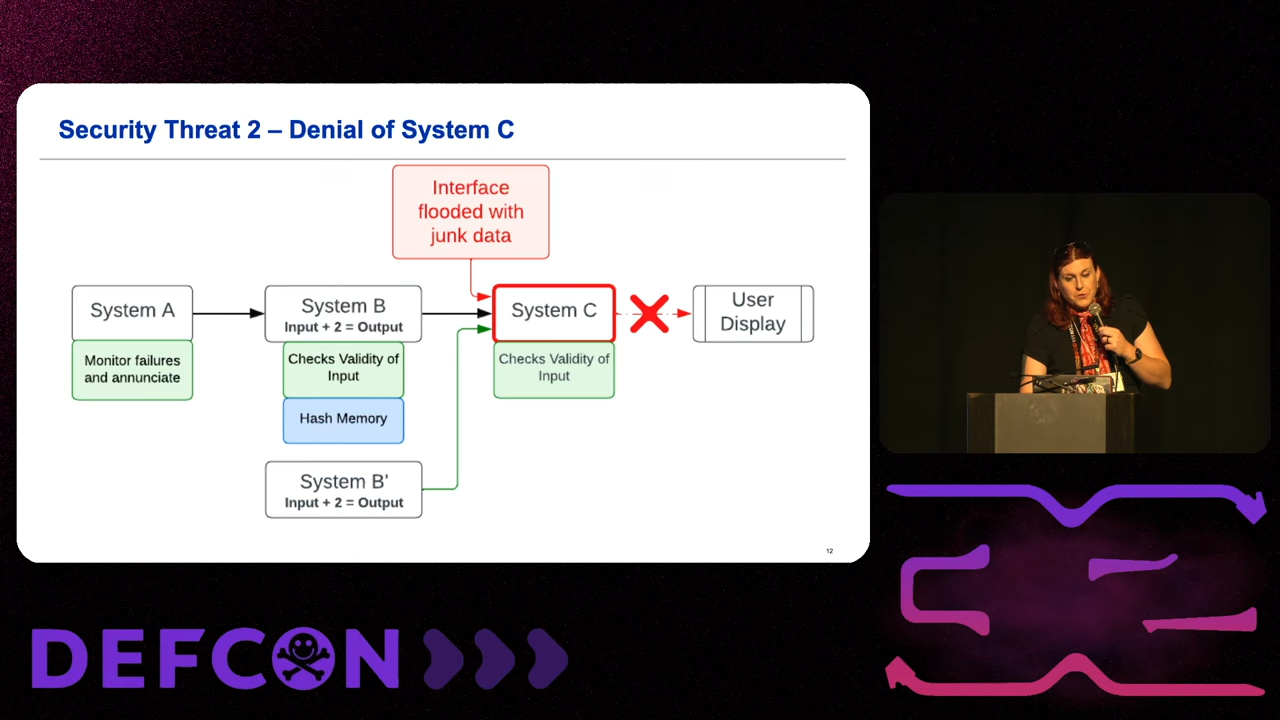 Security Threat 2 – Denial of System C
Interface
flooded with
junk data
System A
Monitor failures
and annunciate
System B
Input + 2 = Output
Checks Validity of
Input
Hash Memory
System B'
Input + 2 = Output
System C
Checks Validity of
Input
User
Display
12
DEFCON